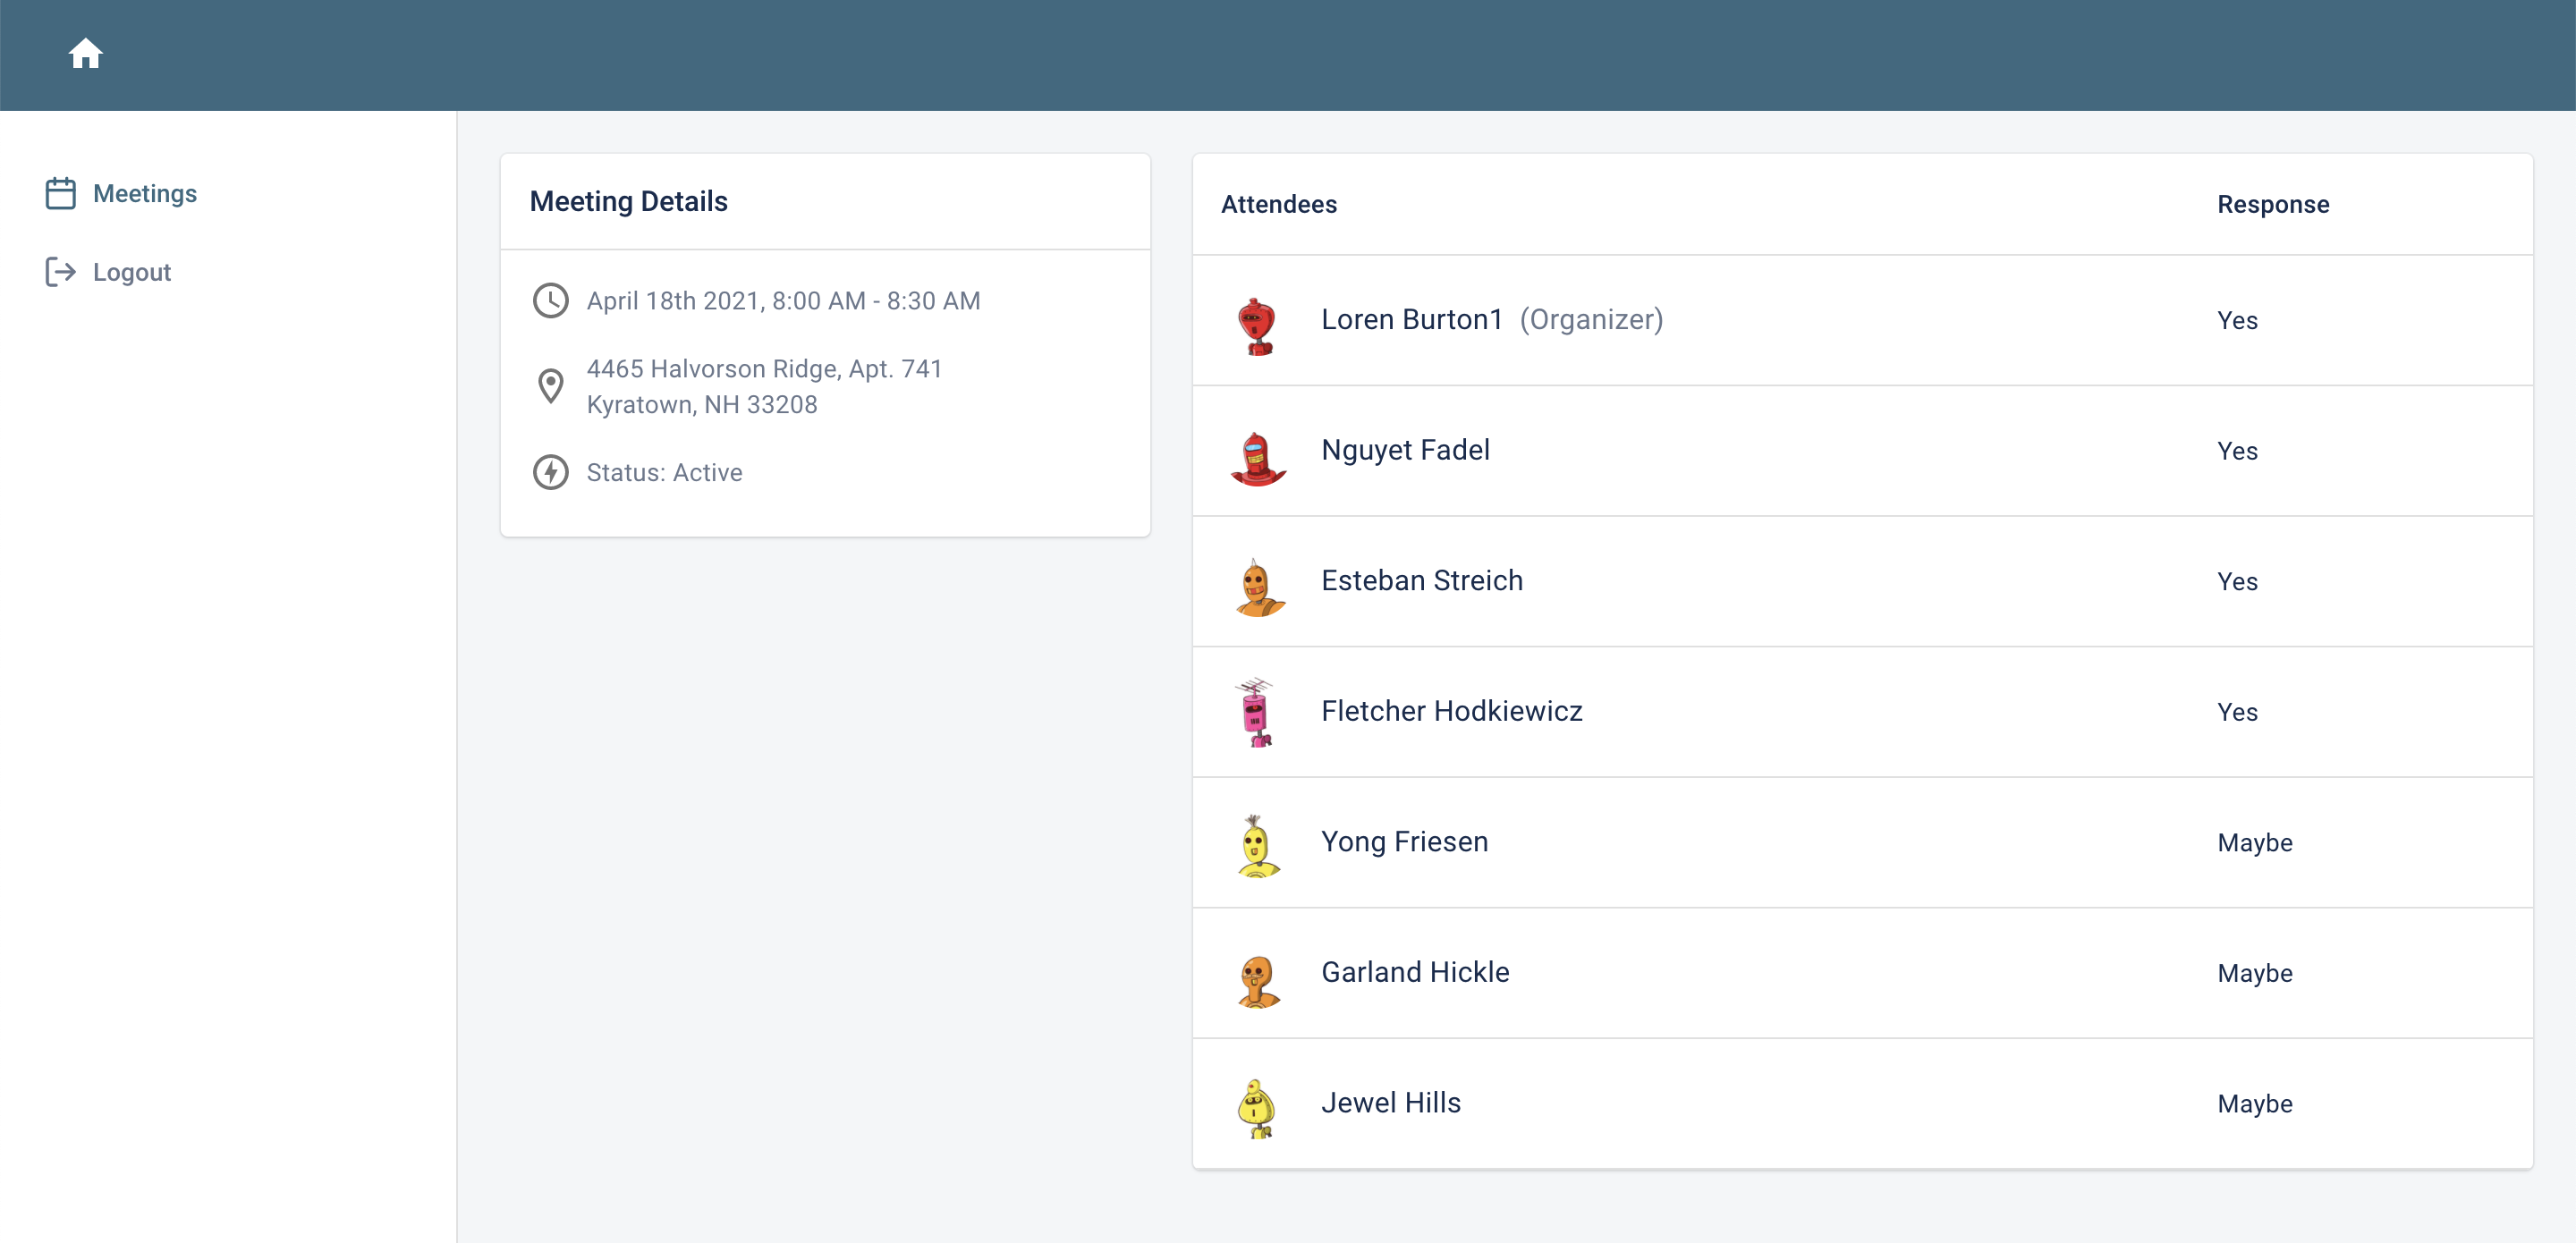 Meetings
Logout
Meeting Details
April 18th 2021, 8:00 AM - 8:30 AM
4465 Halvorson Ridge, Apt. 741
Kyratown, NH 33208
Status: Active
Attendees Response
Loren Burton1 (Organizer) Yes
Nguyet Fadel Yes
Esteban Streich Yes
Fletcher Hodkiewicz Yes
Yong Friesen Maybe
Garland Hickle Maybe
Jewel Hills Maybe